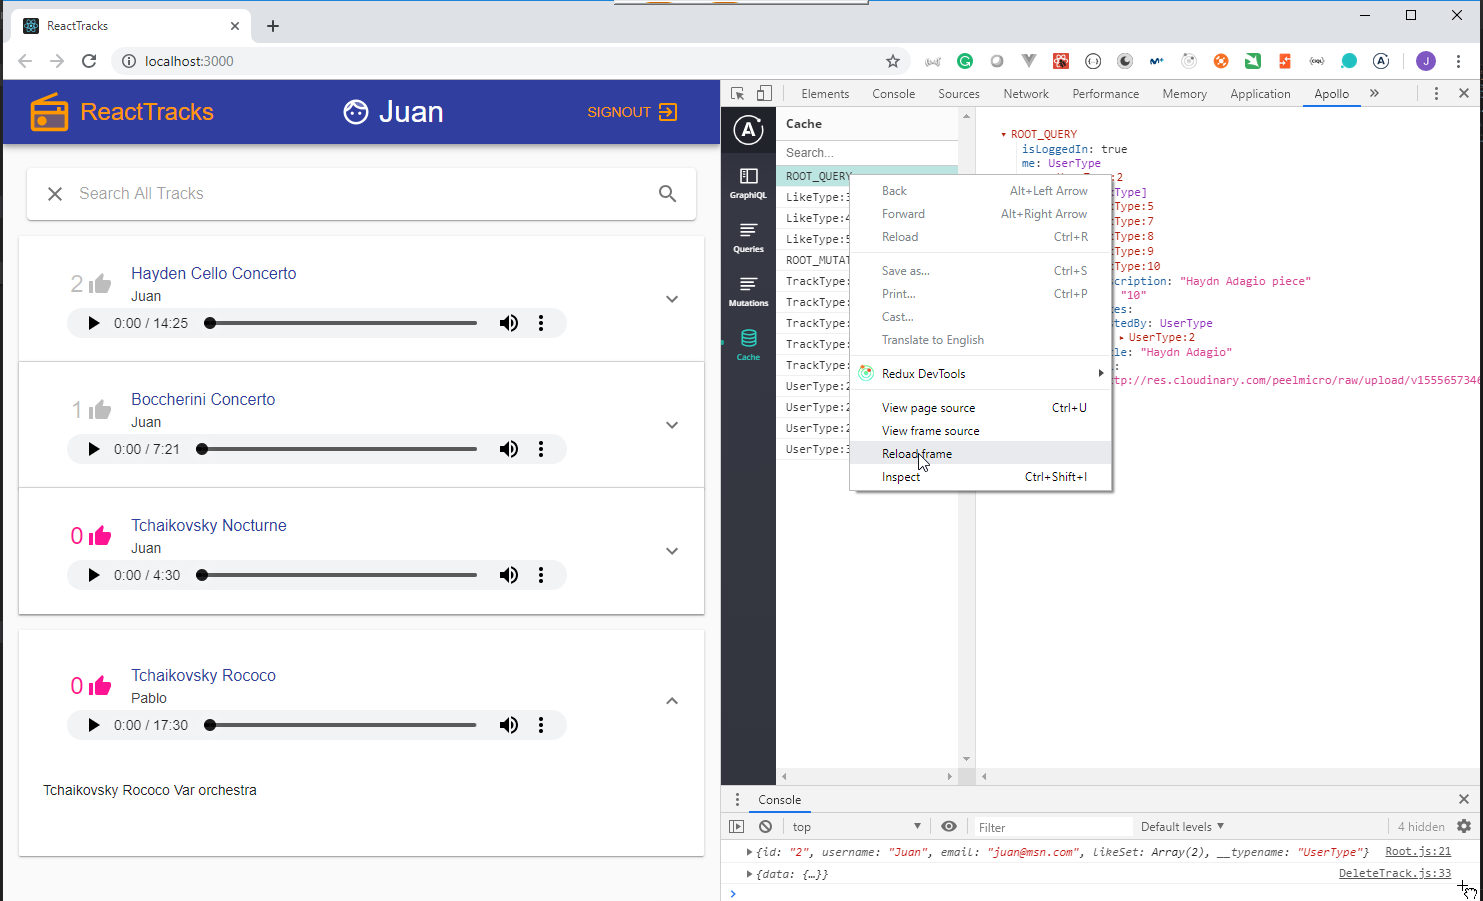 ReactTracks
localhost:3000
J
ReactTracks
Juan
SIGNOUT
Search All Tracks
2
Hayden Cello Concerto
Juan
0:00 / 14:25
1
Boccherini Concerto
Juan
0:00 / 7:21
0
Tchaikovsky Nocturne
Juan
0:00 / 4:30
0
Tchaikovsky Rococo
Pablo
0:00 / 17:30
Tchaikovsky Rococo Var orchestra
Elements Console Sources Network Performance Memory Application Apollo »
A
GraphiQL
Queries
Mutations
Cache
Cache
Search...
ROOT_QUERY
LikeType:3
LikeType:4
LikeType:5
ROOT_MUTAT
TrackType:
TrackType:
TrackType:
TrackType:
TrackType:
UserType:2
UserType:2
UserType:2
UserType:3
Back Alt+Left Arrow
Forward Alt+Right Arrow
Reload Ctrl+R
Save as... Ctrl+S
Print... Ctrl+P
Cast...
Translate to English
Redux DevTools
View page source Ctrl+U
View frame source
Reload frame
Inspect Ctrl+Shift+I
ROOT_QUERY
isLoggedIn: true
me: UserType
:2
Type]
Type:5
Type:7
Type:8
Type:9
Type:10
cription: "Haydn Adagio piece"
"10"
es:
tedBy: UserType
UserType:2
le: "Haydn Adagio"
:
tp://res.cloudinary.com/peelmicro/raw/upload/v1555657346
Console
top
Filter
Default levels
4 hidden
{id: "2", username: "Juan", email: "juan@msn.com", likeSet: Array(2), __typename: "UserType"} Root.js:21
{data: {…}} DeleteTrack.js:33